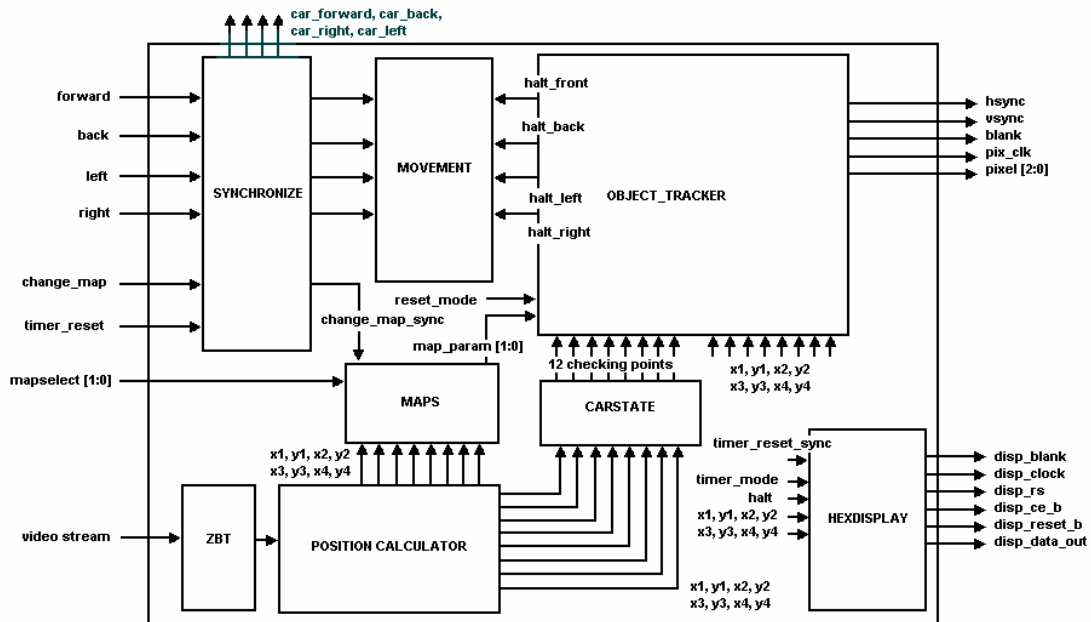 car_forward, car_back,
car_right, car_left
forward
back
left
right
change_map
timer_reset
mapselect [1:0]
video stream
SYNCHRONIZE
MOVEMENT
halt_front
halt_back
halt_left
halt_right
OBJECT_TRACKER
hsync
vsync
blank
pix_clk
pixel [2:0]
reset_mode
change_map_sync
map_param [1:0]
12 checking points
x1, y1, x2, y2
x3, y3, x4, y4
MAPS
CARSTATE
x1, y1, x2, y2
x3, y3, x4, y4
ZBT
POSITION CALCULATOR
x1, y1, x2, y2
x3, y3, x4, y4
timer_reset_sync
timer_mode
halt
x1, y1, x2, y2
x3, y3, x4, y4
HEXDISPLAY
disp_blank
disp_clock
disp_rs
disp_ce_b
disp_reset_b
disp_data_out